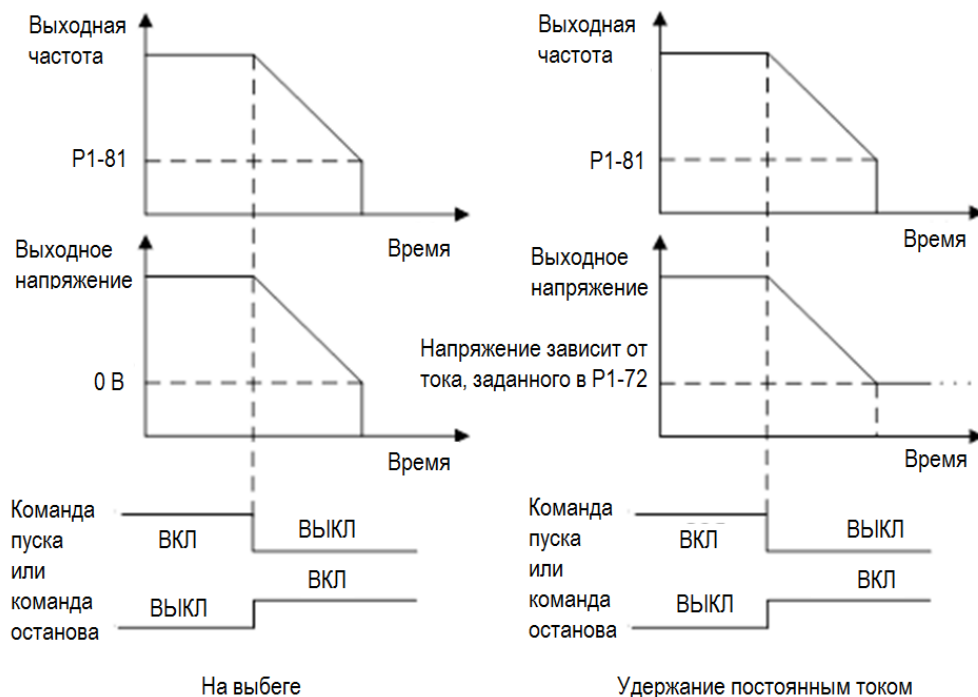 Выходная
частота
P1-81
Время
Выходное
напряжение
0 В
Время
Команда
пуска
или
команда
останова
ВКЛ
ВЫКЛ
ВЫКЛ
ВКЛ
На выбеге
Выходная
частота
P1-81
Время
Выходное
напряжение
Напряжение зависит от
тока, заданного в P1-72
Время
Команда
пуска
или
команда
останова
ВКЛ
ВЫКЛ
ВЫКЛ
ВКЛ
Удержание постоянным током